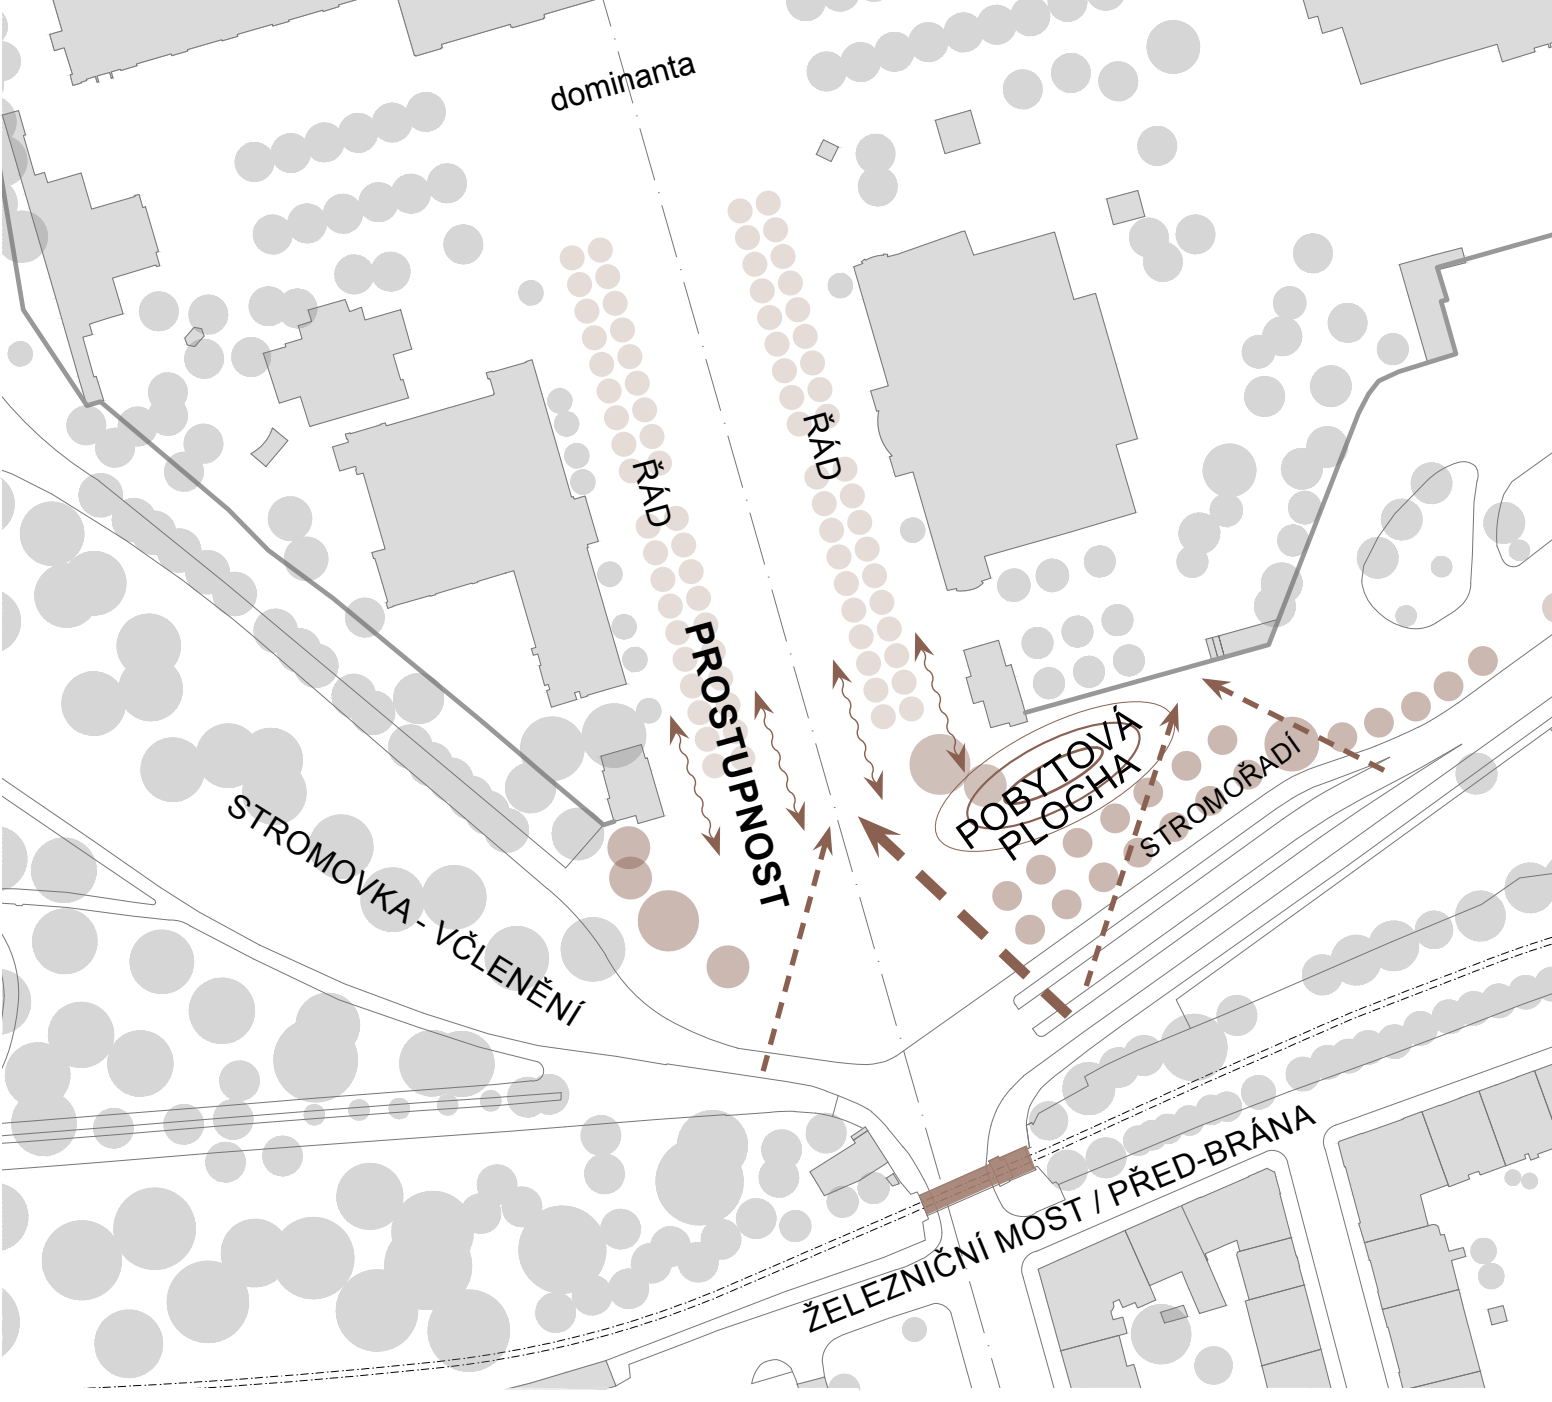 dominanta
ŘÁD
ŘÁD
PROSTUPNOST
POBYTOVÁ
PLOCHA
STROMOŘADÍ
STROMOVKA - VČLENĚNÍ
ŽELEZNIČNÍ MOST / PŘED-BRÁNA